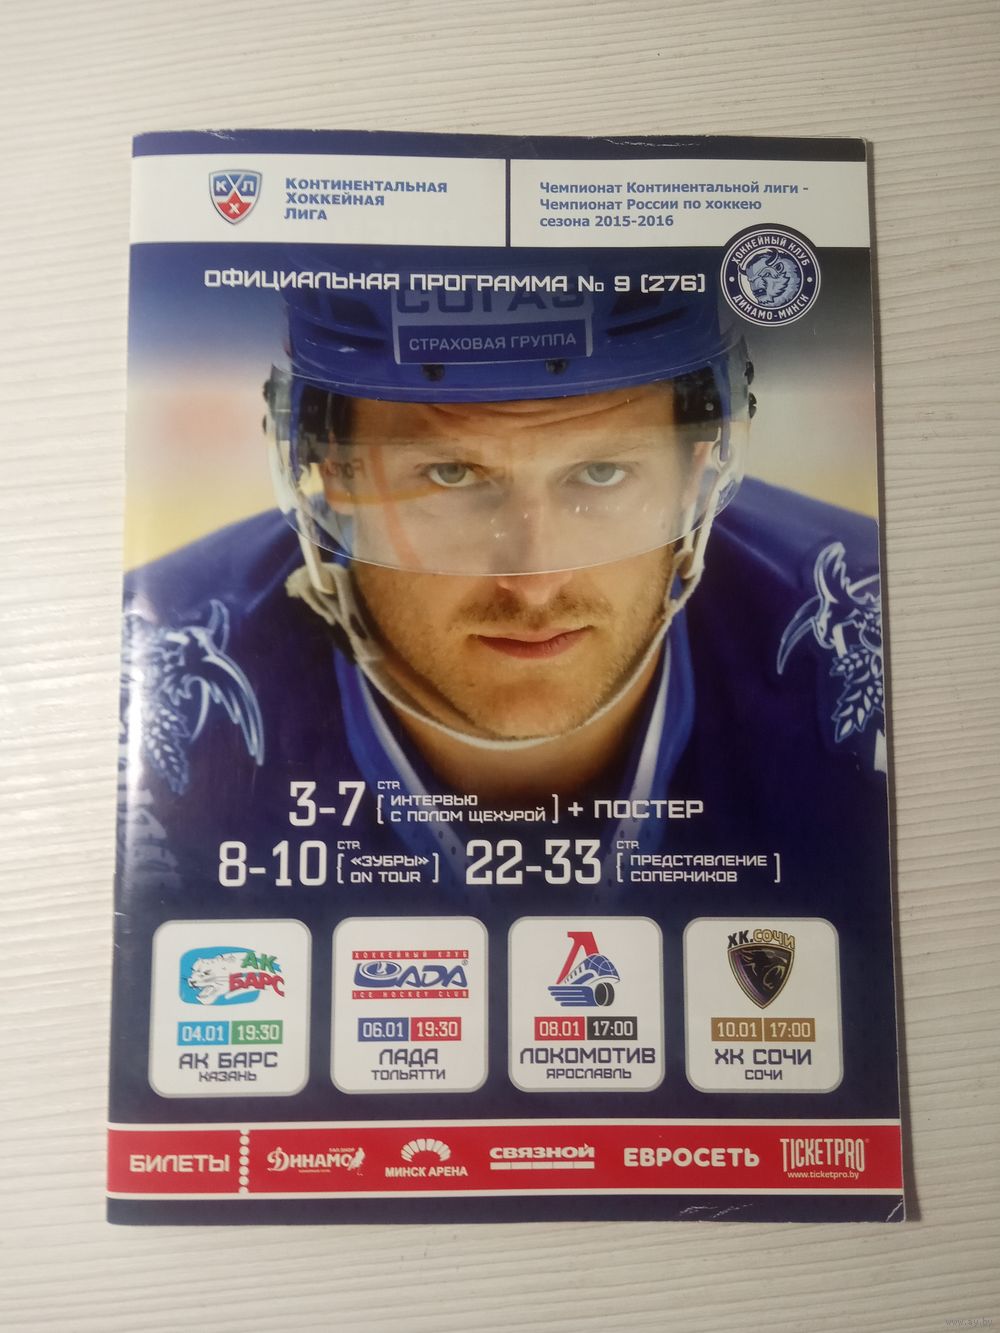 КХЛ
КОНТИНЕНТАЛЬНАЯ
ХОККЕЙНАЯ
ЛИГА
Чемпионат Континентальной лиги -
Чемпионат России по хоккею
сезона 2015-2016
ХОККЕЙНЫЙ КЛУБ
ДИНАМО-МИНСК
ОФИЦИАЛЬНАЯ ПРОГРАММА № 9 (276)
СОГАЗ
СТРАХОВАЯ ГРУППА
3-7 СТР. [ИНТЕРВЬЮ
С ПОЛОМ ЩЕХУРОЙ] + ПОСТЕР
8-10 СТР. [«ЗУБРЫ»
ON TOUR]
22-33 СТР. [ПРЕДСТАВЛЕНИЕ
СОПЕРНИКОВ]
АК
БАРС
04.01 19:30
АК БАРС
КАЗАНЬ
ХОККЕЙНЫЙ КЛУБ
ЛАДА
ICE HOCKEY CLUB
06.01 19:30
ЛАДА
ТОЛЬЯТТИ
08.01 17:00
ЛОКОМОТИВ
ЯРОСЛАВЛЬ
ХК СОЧИ
10.01 17:00
ХК СОЧИ
СОЧИ
БИЛЕТЫ
ДИНАМО
МИНСК АРЕНА
СВЯЗНОЙ
ЕВРОСЕТЬ
TICKETPRO
www.ticketpro.by
www.ay.by